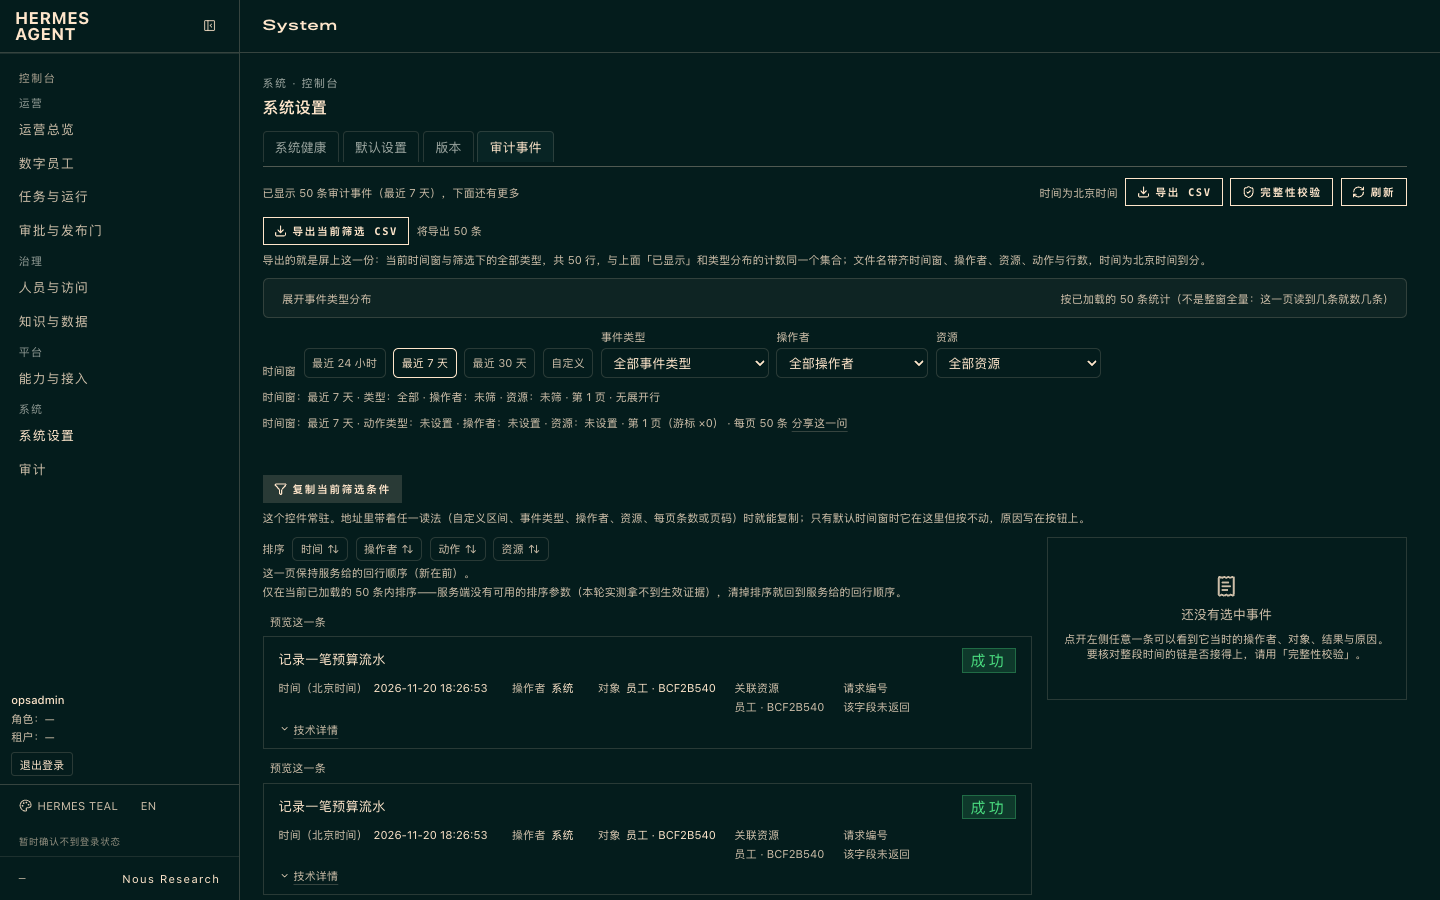 HERMES
AGENT
System
控制台
运营
运营总览
数字员工
任务与运行
审批与发布门
治理
人员与访问
知识与数据
平台
能力与接入
系统
系统设置
审计
opsadmin
角色：—
租户：—
退出登录
HERMES TEAL EN
暂时确认不到登录状态
— Nous Research
系统 · 控制台
系统设置
系统健康 默认设置 版本 审计事件
已显示 50 条审计事件（最近 7 天），下面还有更多
时间为北京时间 导出 CSV 完整性校验 刷新
导出当前筛选 CSV 将导出 50 条
导出的就是屏上这一份：当前时间窗与筛选下的全部类型，共 50 行，与上面「已显示」和类型分布的计数同一个集合；文件名带齐时间窗、操作者、资源、动作与行数，时间为北京时间到分。
展开事件类型分布 按已加载的 50 条统计（不是整窗全量：这一页读到几条就数几条）
事件类型 操作者 资源
时间窗 最近 24 小时 最近 7 天 最近 30 天 自定义 全部事件类型 全部操作者 全部资源
时间窗：最近 7 天 · 类型：全部 · 操作者：未筛 · 资源：未筛 · 第 1 页 · 无展开行
时间窗：最近 7 天 · 动作类型：未设置 · 操作者：未设置 · 资源：未设置 · 第 1 页（游标 ×0） · 每页 50 条 分享这一问
复制当前筛选条件
这个控件常驻。地址里带着任一读法（自定义区间、事件类型、操作者、资源、每页条数或页码）时就能复制；只有默认时间窗时它在这里但按不动，原因写在按钮上。
排序 时间 ⇅ 操作者 ⇅ 动作 ⇅ 资源 ⇅
这一页保持服务给的回行顺序（新在前）。
仅在当前已加载的 50 条内排序——服务端没有可用的排序参数（本轮实测拿不到生效证据），清掉排序就回到服务给的回行顺序。
预览这一条
记录一笔预算流水 成功
时间（北京时间） 2026-11-20 18:26:53 操作者 系统 对象 员工 · BCF2B540 关联资源 请求编号
员工 · BCF2B540 该字段未返回
技术详情
预览这一条
记录一笔预算流水 成功
时间（北京时间） 2026-11-20 18:26:53 操作者 系统 对象 员工 · BCF2B540 关联资源 请求编号
员工 · BCF2B540 该字段未返回
技术详情
还没有选中事件
点开左侧任意一条可以看到它当时的操作者、对象、结果与原因。
要核对整段时间的链是否接得上，请用「完整性校验」。